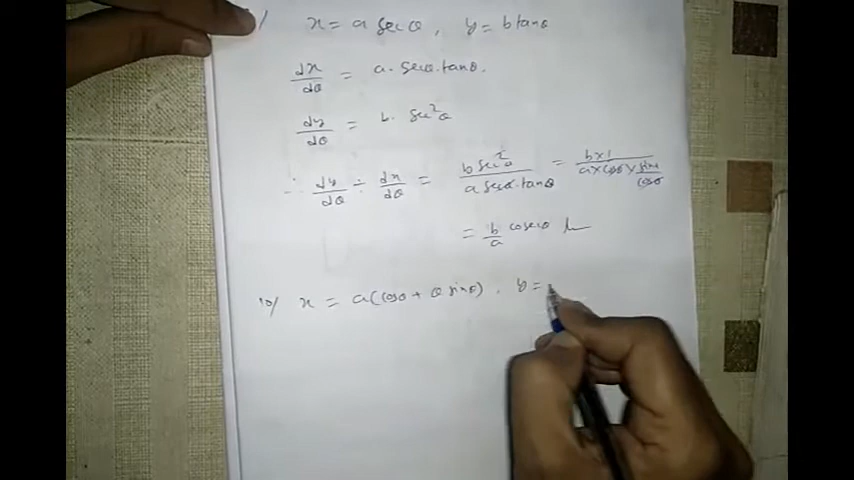 9/ x = a secθ , y = b tanθ
dx/dθ = a. secθ.tanθ.
dy/dθ = b. sec²θ
∴ dy/dθ ÷ dx/dθ = b sec²θ / a secθ.tanθ = b×1 / a×cosθ× sinθ/cosθ
= b/a cosecθ
10/ x = a(cosθ + θ sinθ) , y =